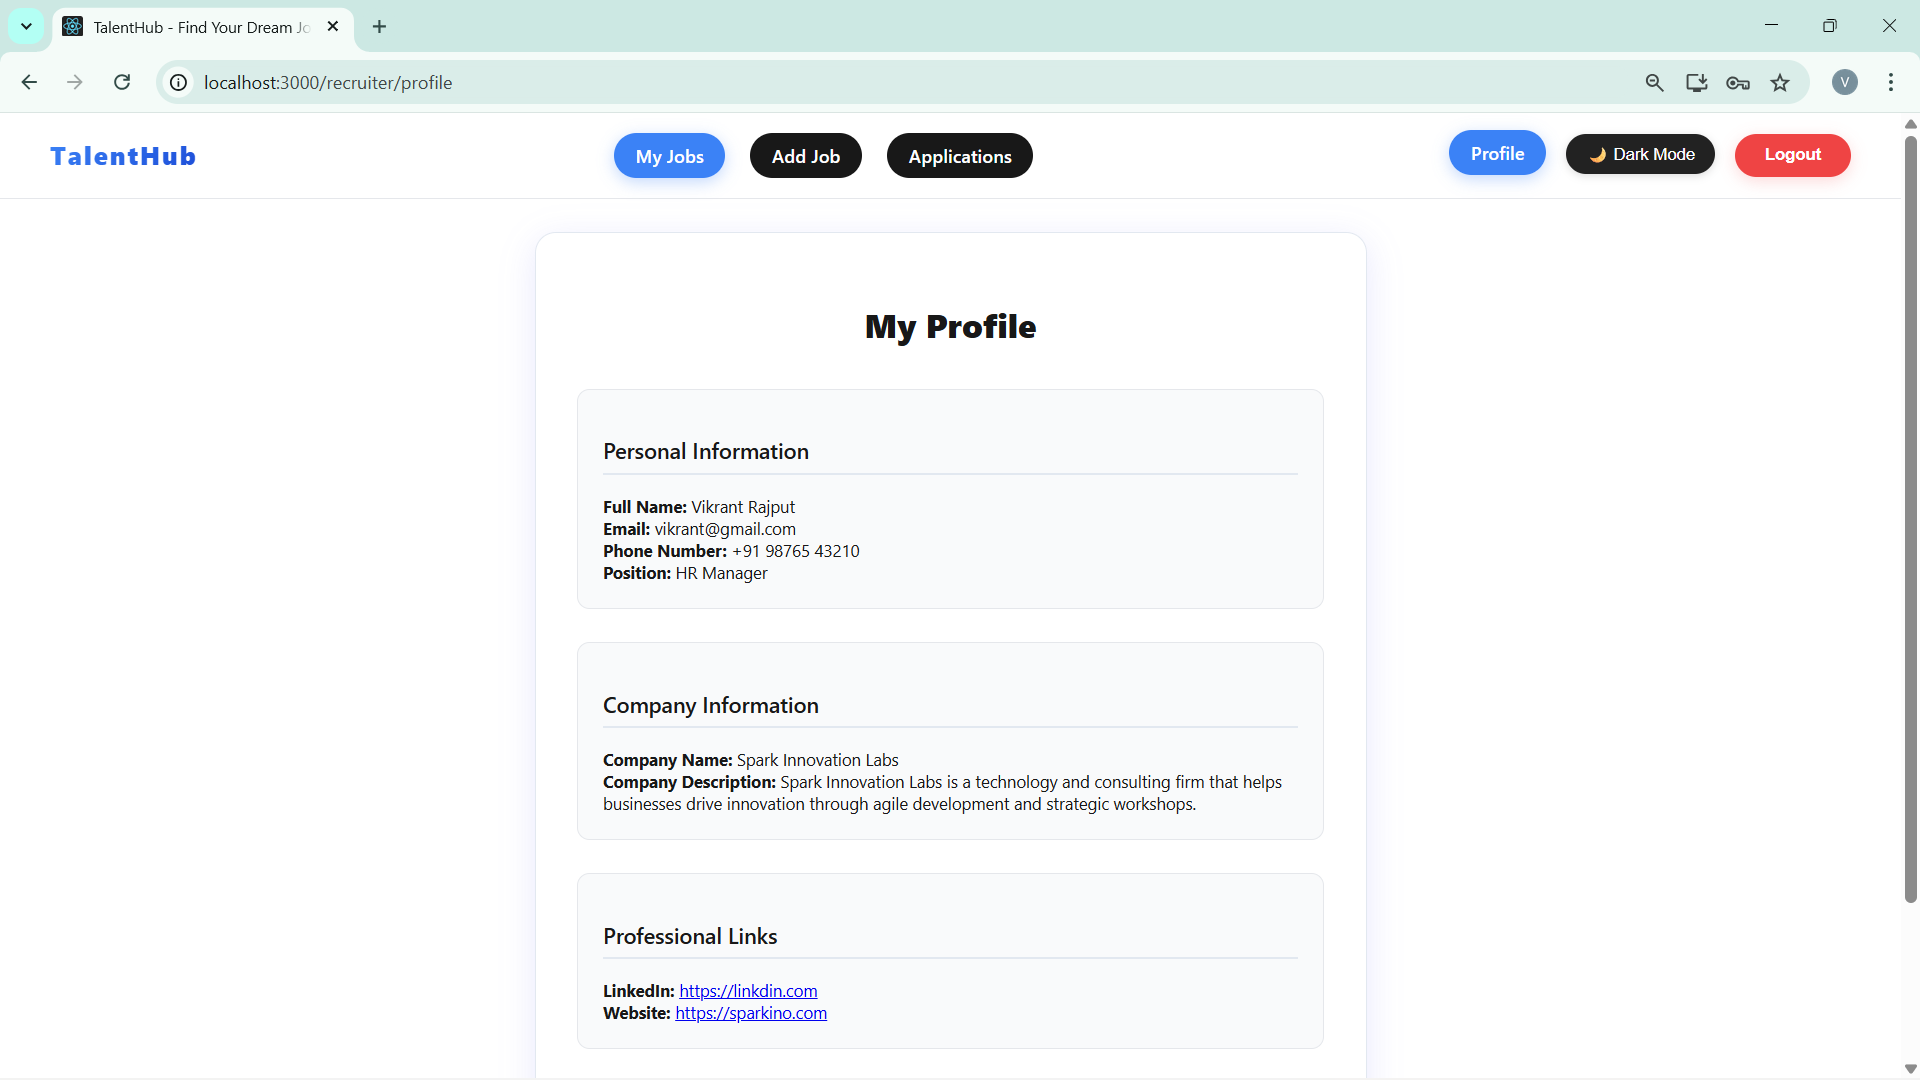 TalentHub - Find Your Dream Jo
localhost:3000/recruiter/profile
V
TalentHub
My Jobs
Add Job
Applications
Profile
Dark Mode
Logout
My Profile
Personal Information
Full Name: Vikrant Rajput
Email: vikrant@gmail.com
Phone Number: +91 98765 43210
Position: HR Manager
Company Information
Company Name: Spark Innovation Labs
Company Description: Spark Innovation Labs is a technology and consulting firm that helps
businesses drive innovation through agile development and strategic workshops.
Professional Links
LinkedIn: https://linkdin.com
Website: https://sparkino.com